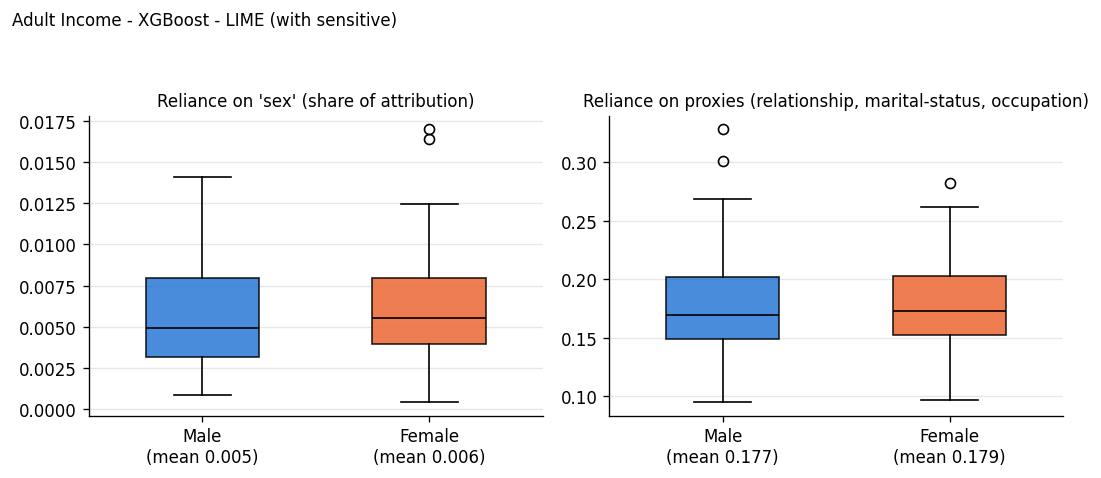 Adult Income - XGBoost - LIME (with sensitive)
Reliance on 'sex' (share of attribution)
0.0175
0.0150
0.0125
0.0100
0.0075
0.0050
0.0025
0.0000
Male
(mean 0.005)
Female
(mean 0.006)
Reliance on proxies (relationship, marital-status, occupation)
0.30
0.25
0.20
0.15
0.10
Male
(mean 0.177)
Female
(mean 0.179)